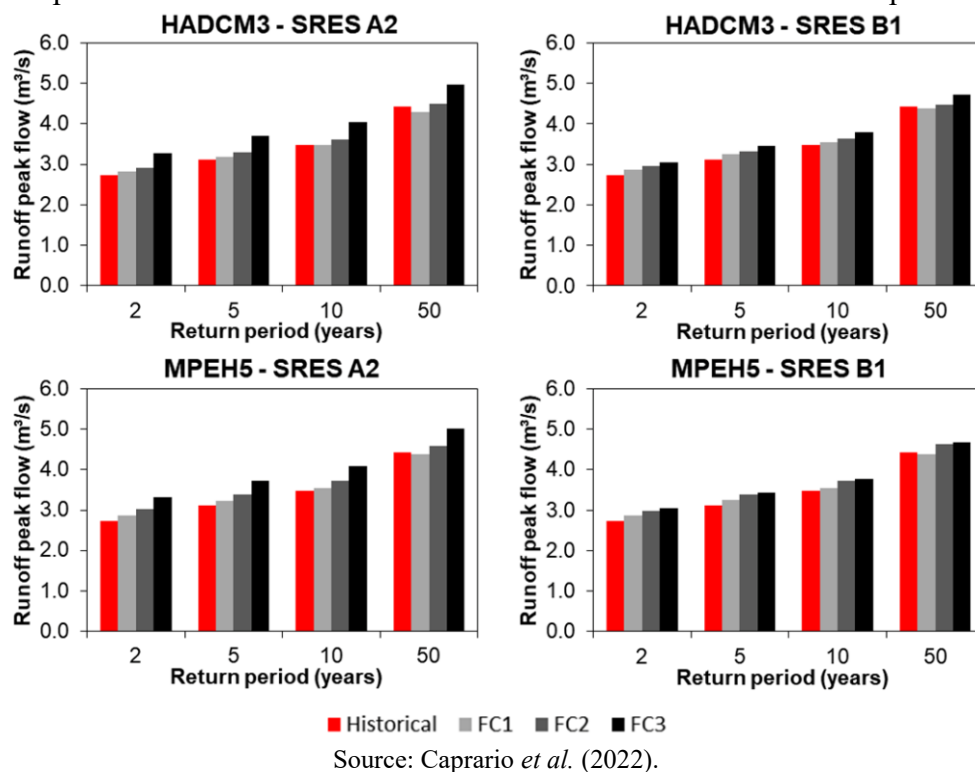 HADCM3 - SRES A2
Runoff peak flow (m³/s)
6.0
5.0
4.0
3.0
2.0
1.0
0.0
2 5 10 50
Return period (years)
HADCM3 - SRES B1
Runoff peak flow (m³/s)
6.0
5.0
4.0
3.0
2.0
1.0
0.0
2 5 10 50
Return period (years)
MPEH5 - SRES A2
Runoff peak flow (m³/s)
6.0
5.0
4.0
3.0
2.0
1.0
0.0
2 5 10 50
Return period (years)
MPEH5 - SRES B1
Runoff peak flow (m³/s)
6.0
5.0
4.0
3.0
2.0
1.0
0.0
2 5 10 50
Return period (years)
Historical FC1 FC2 FC3
Source: Caprario et al. (2022).